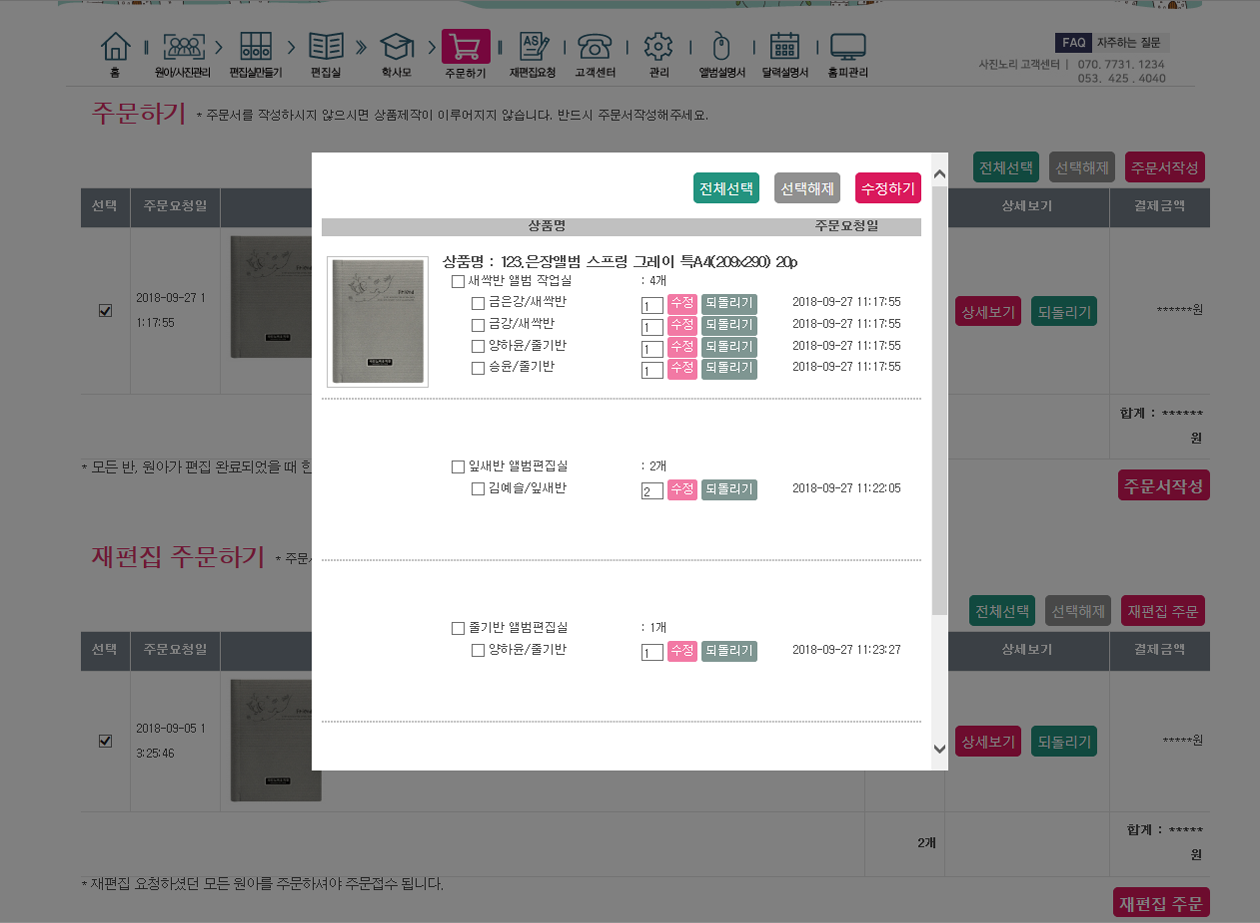 홈 원아/사진관리 편집실만들기 편집실 학사모 주문하기 재편집요청 고객센터 관리 앨범설명서 달력설명서 홈피관리
AS
FAQ 자주하는 질문
사진노리 고객센터 | 070. 7731. 1234
053. 425 . 4040
주문하기 * 주문서를 작성하시지 않으시면 상품제작이 이루어지지 않습니다. 반드시 주문서작성해주세요.
전체선택 선택해제 주문서작성
선택 주문요청일 상세보기 결제금액
2018-09-27 1
1:17:55
상세보기 되돌리기 ******원
합계 : ******
원
* 모든 반, 원아가 편집 완료되었을 때 한
주문서작성
전체선택 선택해제 수정하기
상품명 주문요청일
상품명 : 123.은장앨범 스프링 그레이 특A4(209x290) 20p
새싹반 앨범 작업실 : 4개
금은강/새싹반 1 수정 되돌리기 2018-09-27 11:17:55
금강/새싹반 1 수정 되돌리기 2018-09-27 11:17:55
양하윤/줄기반 1 수정 되돌리기 2018-09-27 11:17:55
승윤/줄기반 1 수정 되돌리기 2018-09-27 11:17:55
잎새반 앨범편집실 : 2개
김예슬/잎새반 2 수정 되돌리기 2018-09-27 11:22:05
줄기반 앨범편집실 : 1개
양하윤/줄기반 1 수정 되돌리기 2018-09-27 11:23:27
재편집 주문하기 * 주문
전체선택 선택해제 재편집 주문
선택 주문요청일 상세보기 결제금액
2018-09-05 1
3:25:46
상세보기 되돌리기 *****원
2개 합계 : *****
원
* 재편집 요청하셨던 모든 원아를 주문하셔야 주문접수 됩니다.
재편집 주문